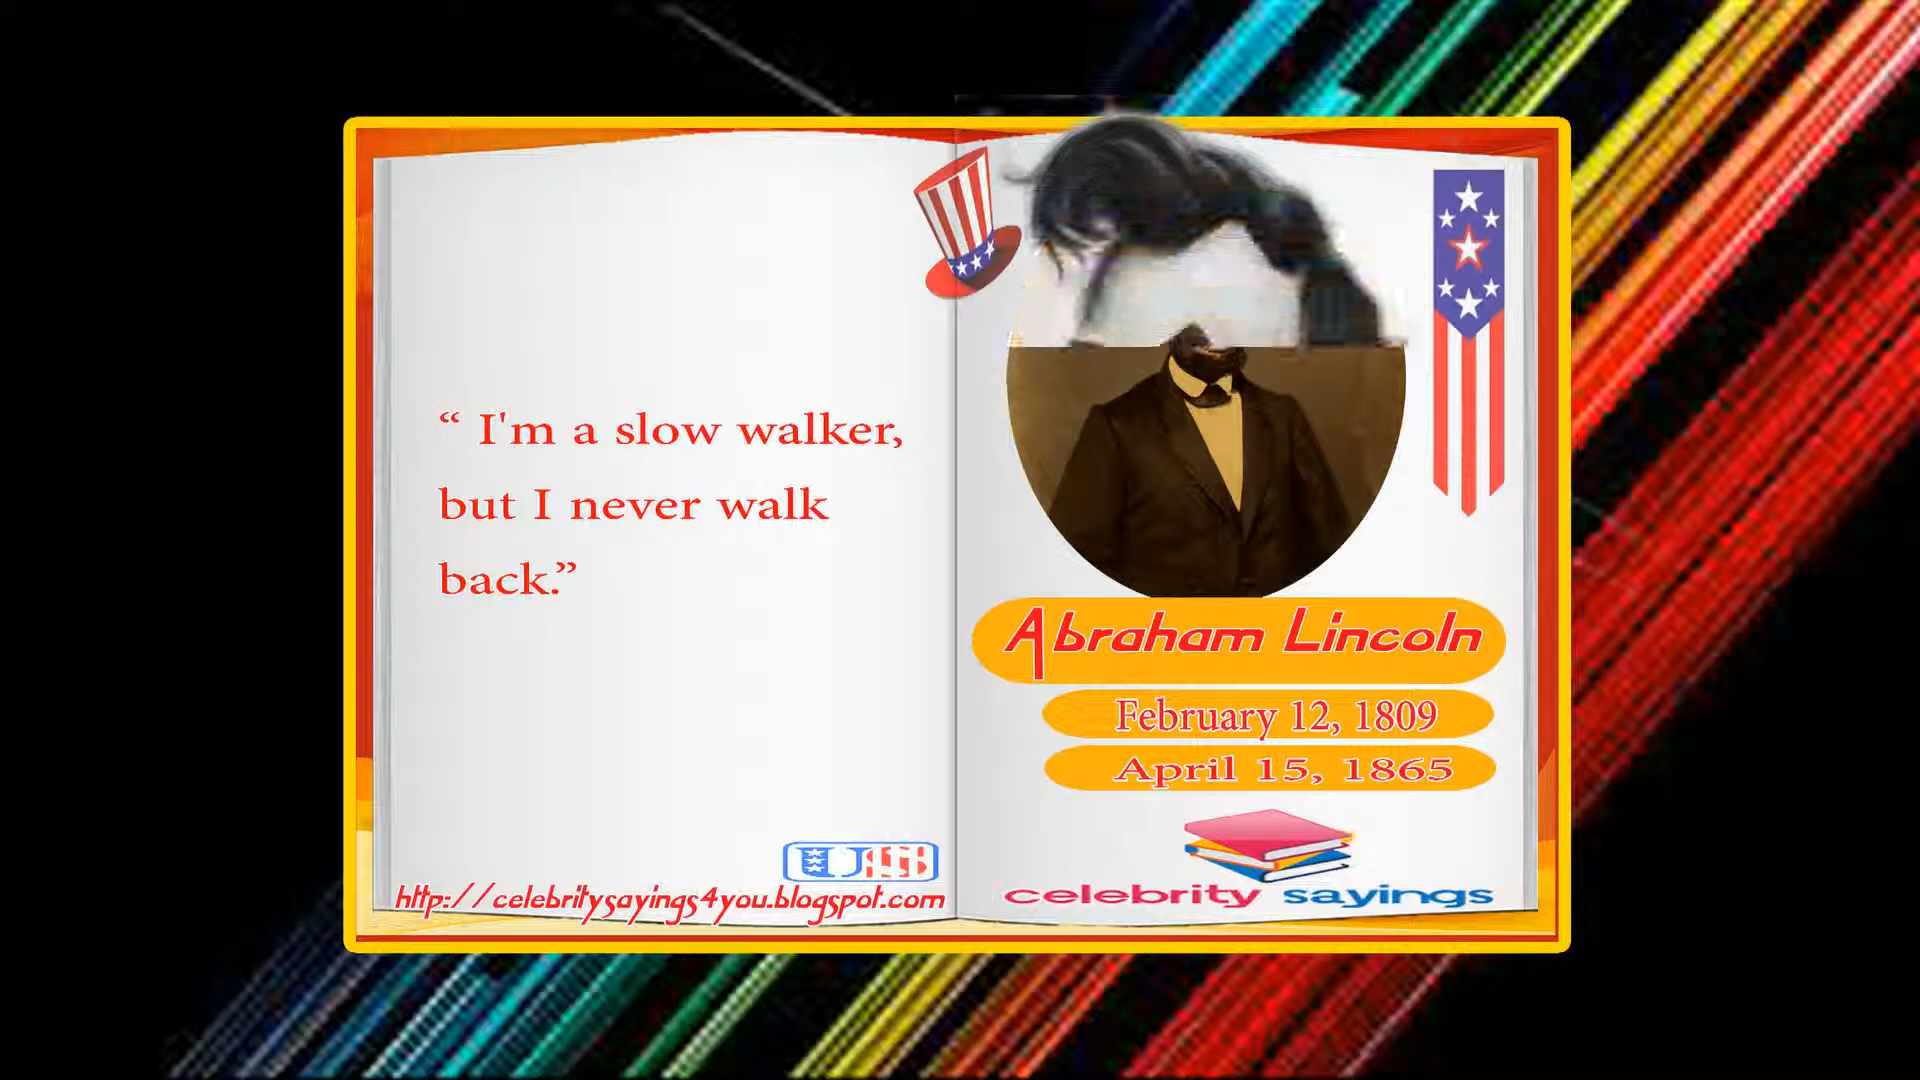 “ I'm a slow walker,
but I never walk
back.”
USA
http://celebritysayings4you.blogspot.com
Abraham Lincoln
February 12, 1809
April 15, 1865
celebrity sayings